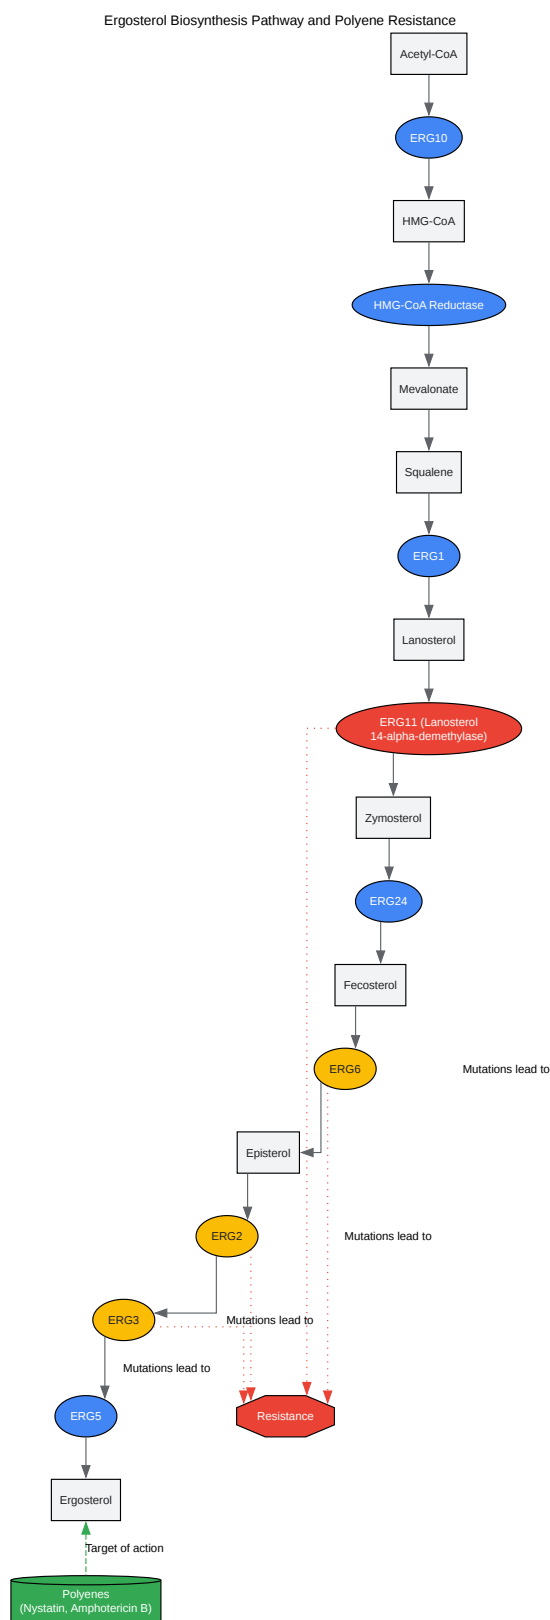 Ergosterol Biosynthesis Pathway and Polyene Resistance
Acetyl-CoA
ERG10
HMG-CoA
HMG-CoA Reductase
Mevalonate
Squalene
ERG1
Lanosterol
ERG11 (Lanosterol
14-alpha-demethylase)
Zymosterol
ERG24
Fecosterol
ERG6
Mutations lead to
Episterol
ERG2
Mutations lead to
ERG3
Mutations lead to
Mutations lead to
ERG5
Resistance
Ergosterol
Target of action
Polyenes
(Nystatin, Amphotericin B)